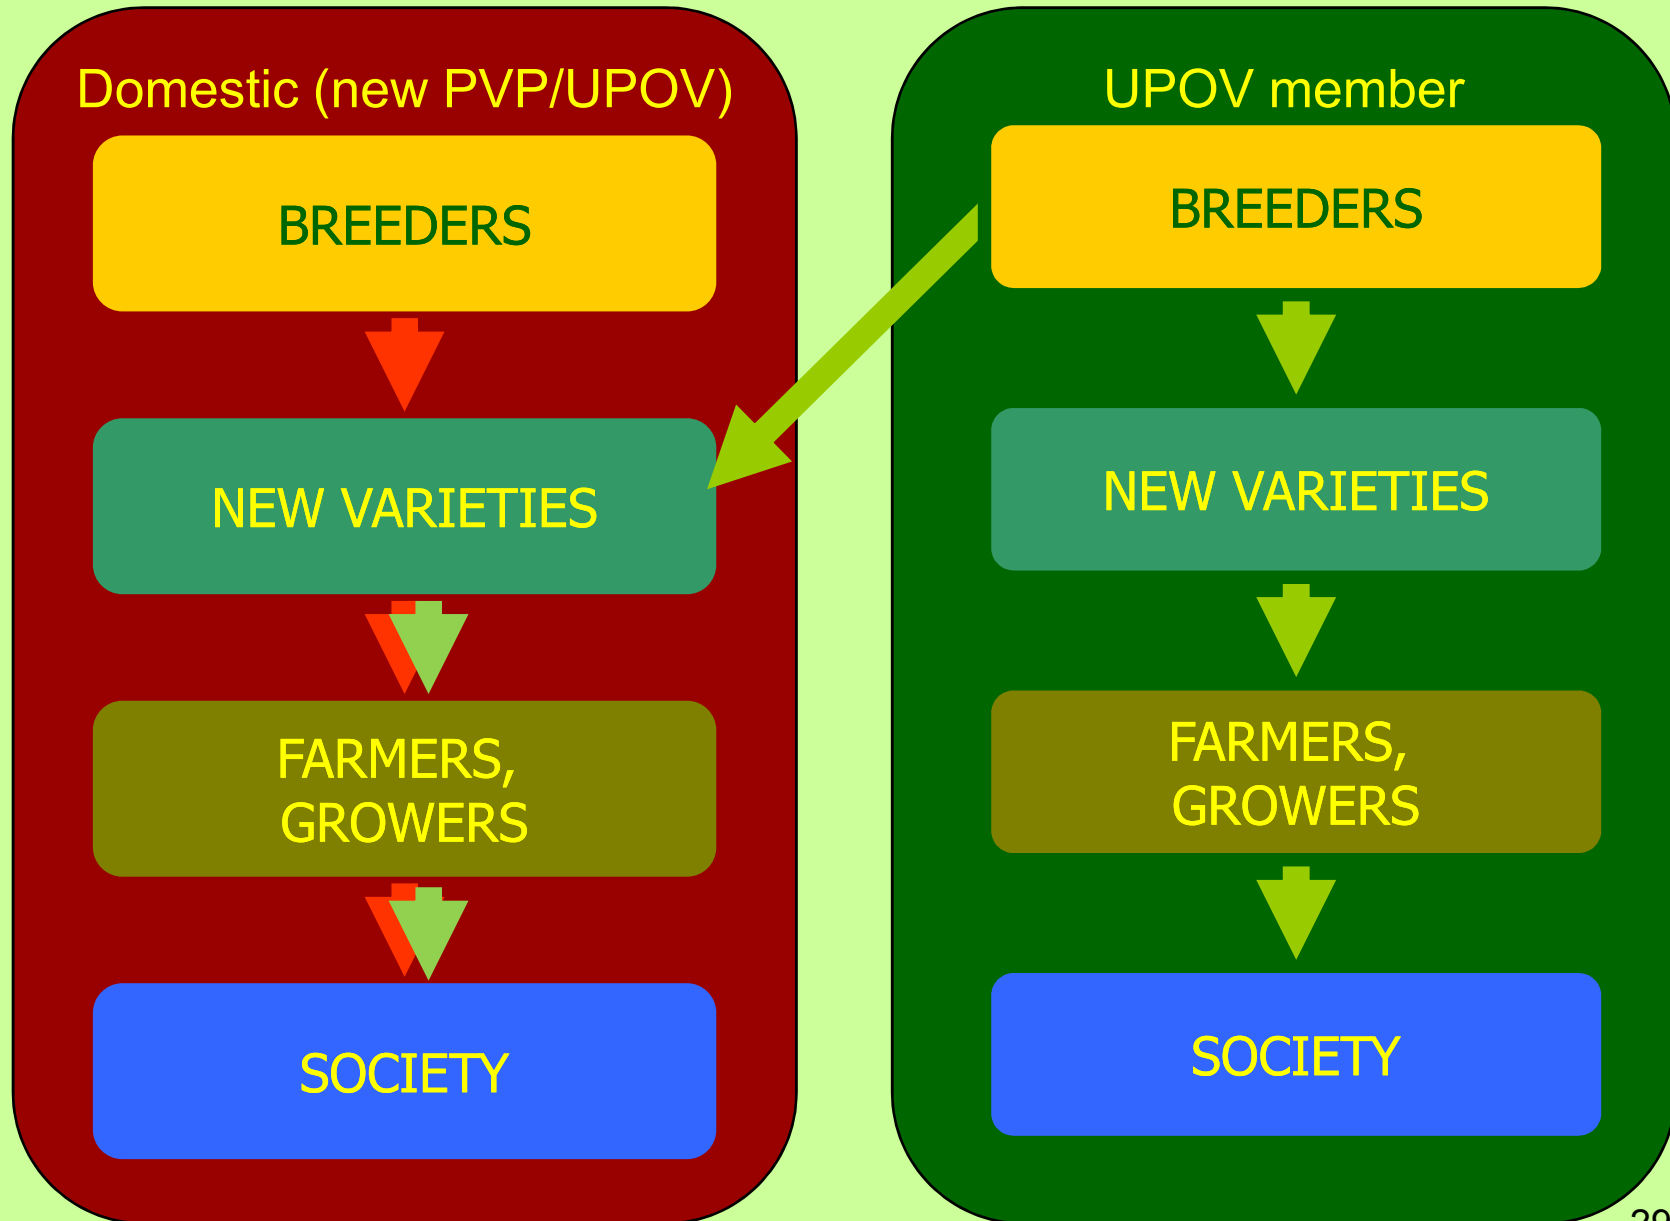 Domestic (new PVP/UPOV)
BREEDERS
NEW VARIETIES
FARMERS,
GROWERS
SOCIETY
UPOV member
BREEDERS
NEW VARIETIES
FARMERS,
GROWERS
SOCIETY